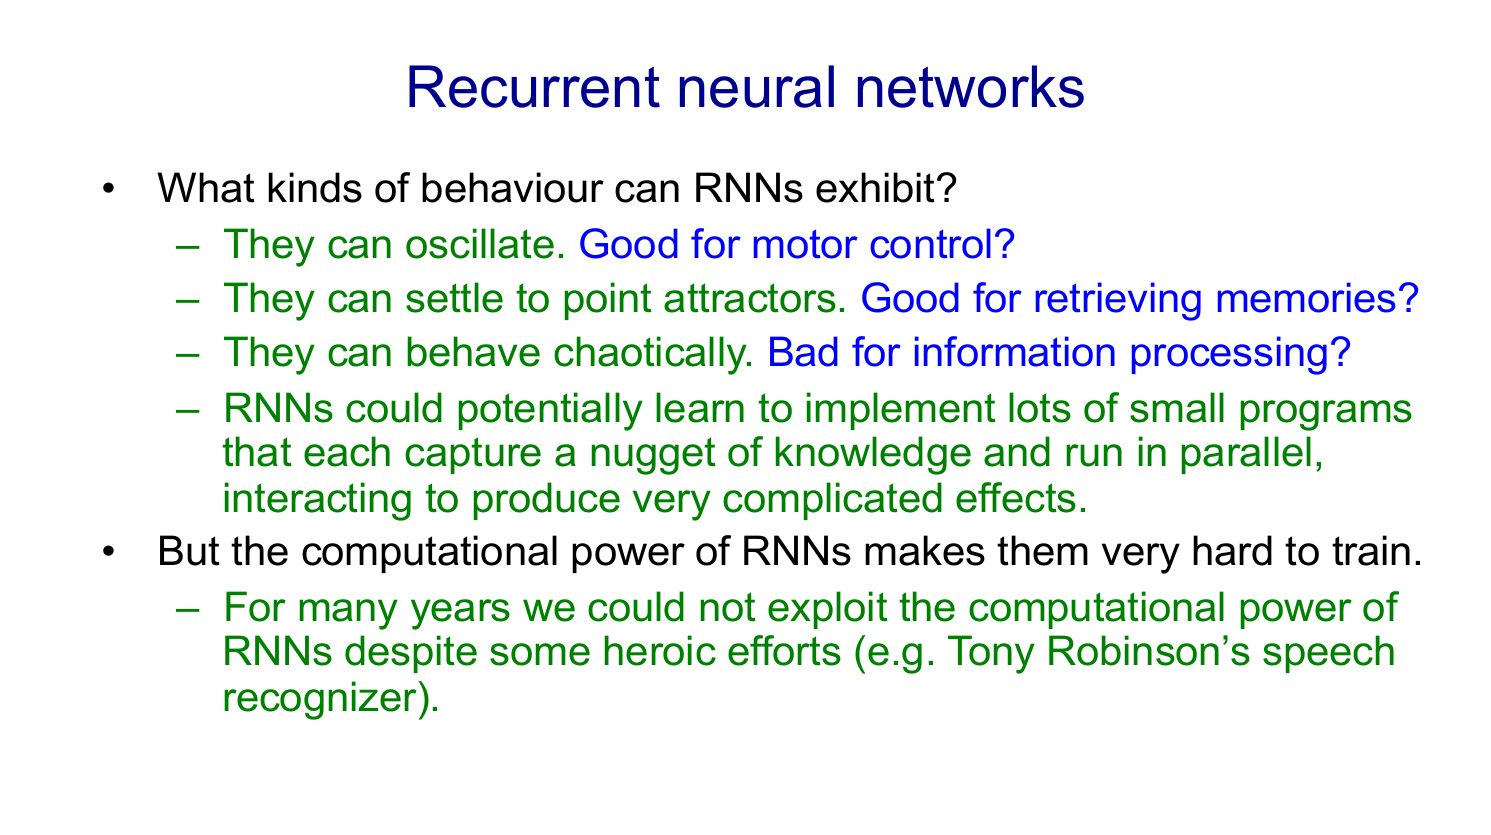 Recurrent neural networks
• What kinds of behaviour can RNNs exhibit?
– They can oscillate. Good for motor control?
– They can settle to point attractors. Good for retrieving memories?
– They can behave chaotically. Bad for information processing?
– RNNs could potentially learn to implement lots of small programs
that each capture a nugget of knowledge and run in parallel,
interacting to produce very complicated effects.
• But the computational power of RNNs makes them very hard to train.
– For many years we could not exploit the computational power of
RNNs despite some heroic efforts (e.g. Tony Robinson’s speech
recognizer).